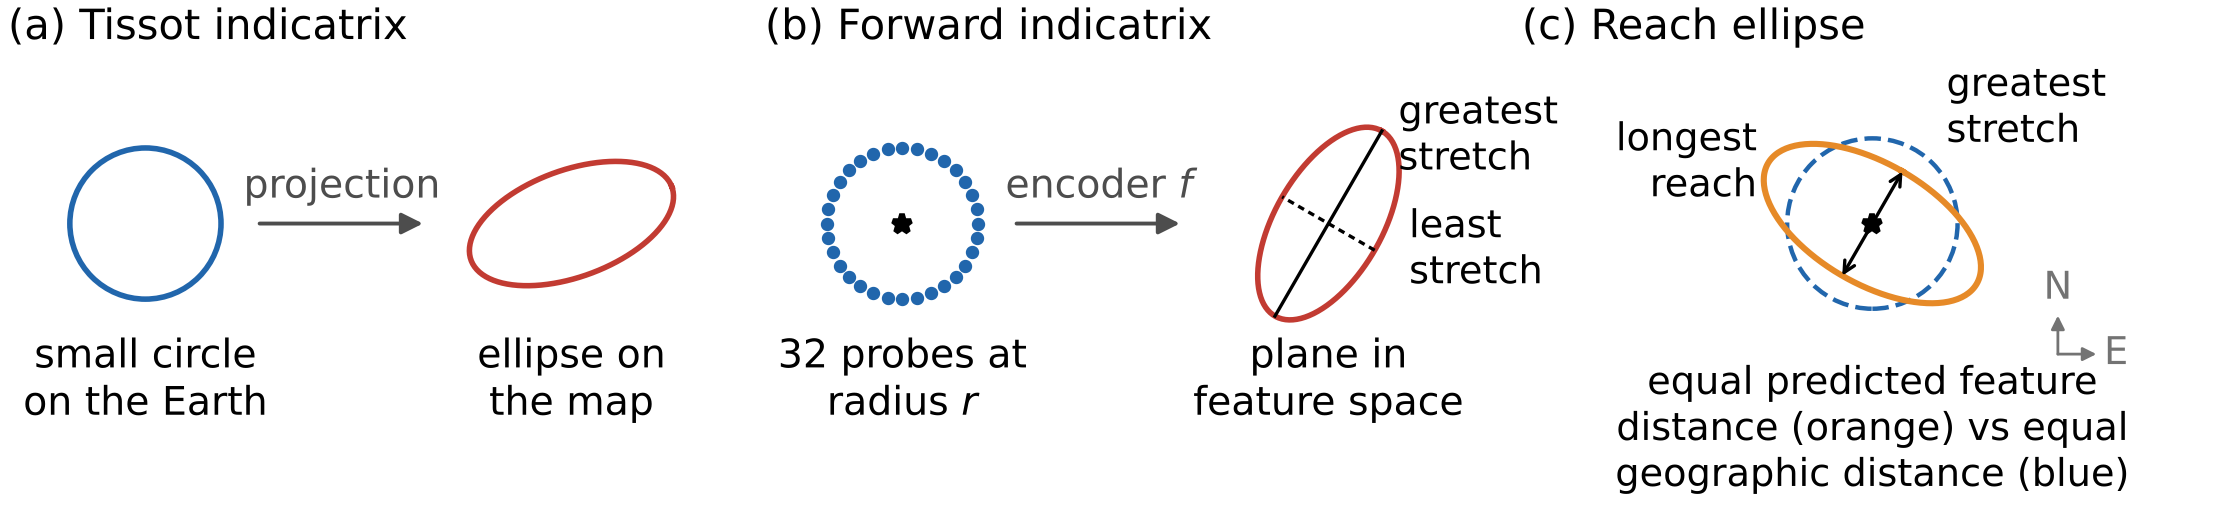 (a) Tissot indicatrix
projection
small circle
on the Earth
ellipse on
the map
(b) Forward indicatrix
encoder f
greatest
stretch
least
stretch
32 probes at
radius r
plane in
feature space
(c) Reach ellipse
greatest
stretch
longest
reach
N
E
equal predicted feature
distance (orange) vs equal
geographic distance (blue)